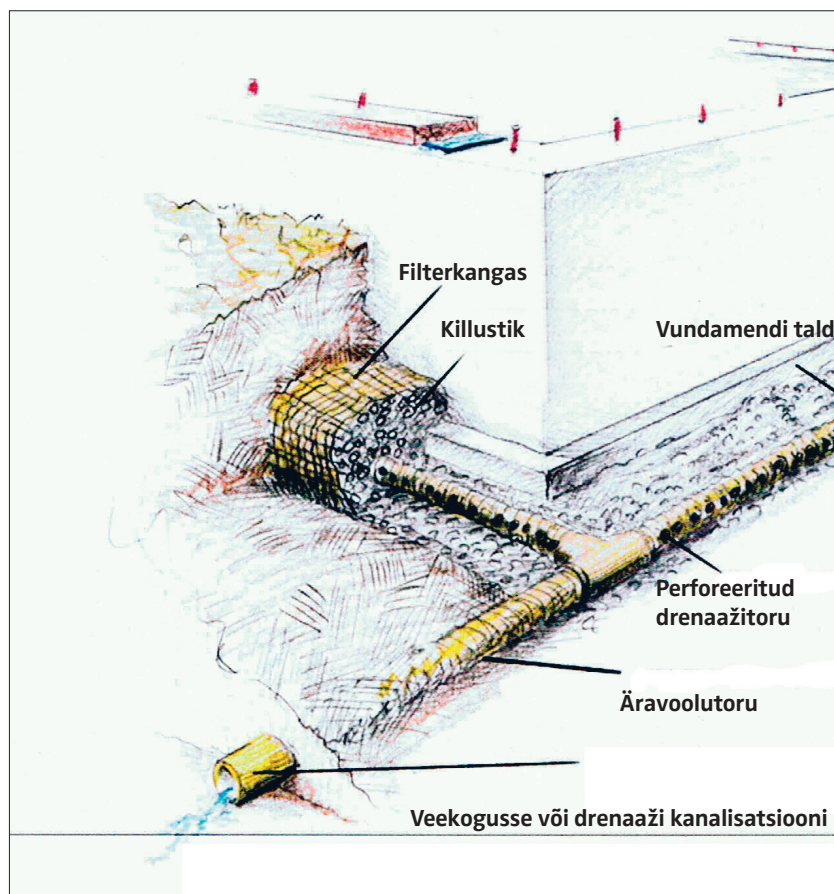 Filterkangas
Killustik
Vundamendi tald
Perforeeritud
drenaažitoru
Äravoolutoru
Veekogusse või drenaaži kanalisatsiooni